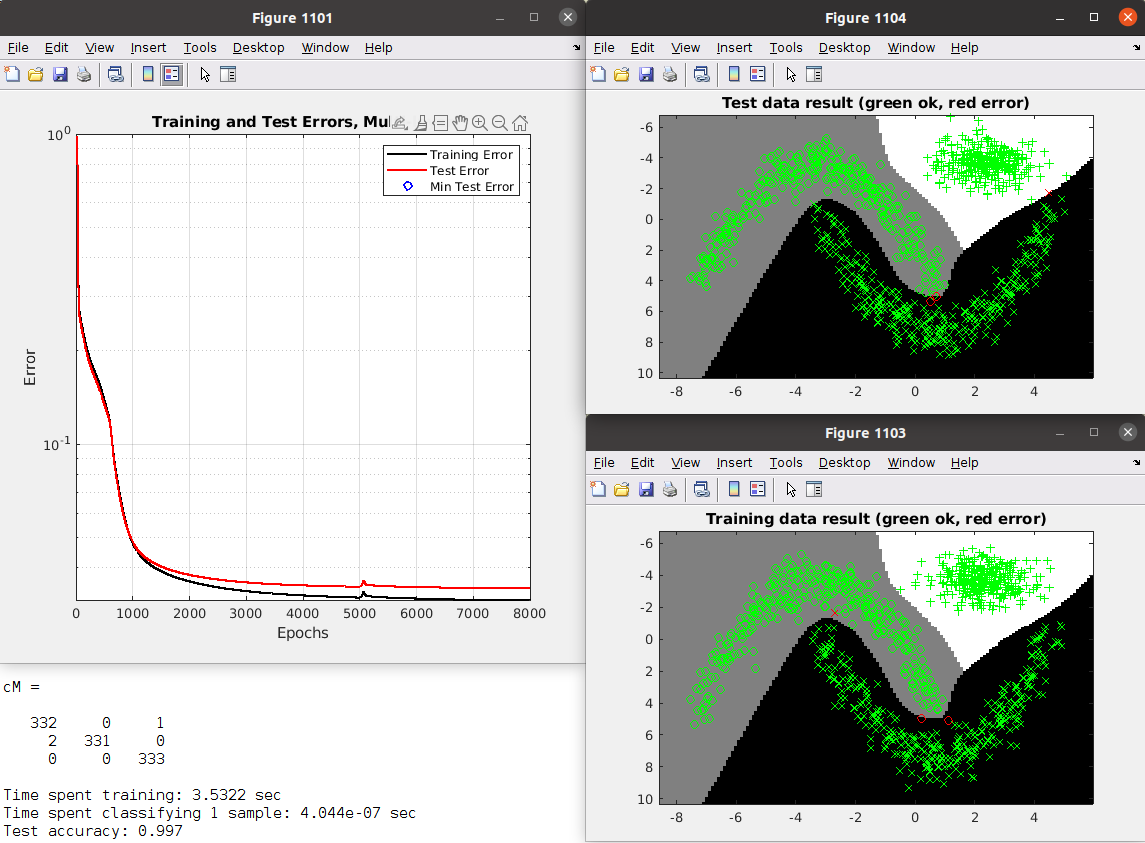 Figure 1101
File Edit View Insert Tools Desktop Window Help
Training and Test Errors, Mul
10^0
10^-1
Error
Training Error
Test Error
Min Test Error
0 1000 2000 3000 4000 5000 6000 7000 8000
Epochs
cM =
332 0 1
2 331 0
0 0 333
Time spent training: 3.5322 sec
Time spent classifying 1 sample: 4.044e-07 sec
Test accuracy: 0.997
Figure 1104
File Edit View Insert Tools Desktop Window Help
Test data result (green ok, red error)
-6
-4
-2
0
2
4
6
8
10
-8 -6 -4 -2 0 2 4
Figure 1103
File Edit View Insert Tools Desktop Window Help
Training data result (green ok, red error)
-6
-4
-2
0
2
4
6
8
10
-8 -6 -4 -2 0 2 4